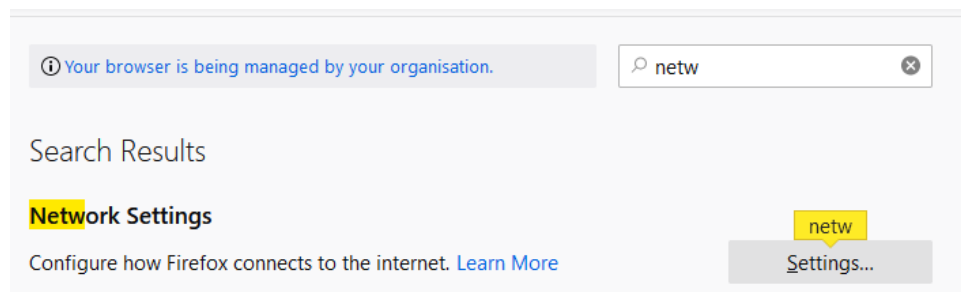 Your browser is being managed by your organisation.
netw
Search Results
Network Settings
netw
Configure how Firefox connects to the internet. Learn More
Settings...